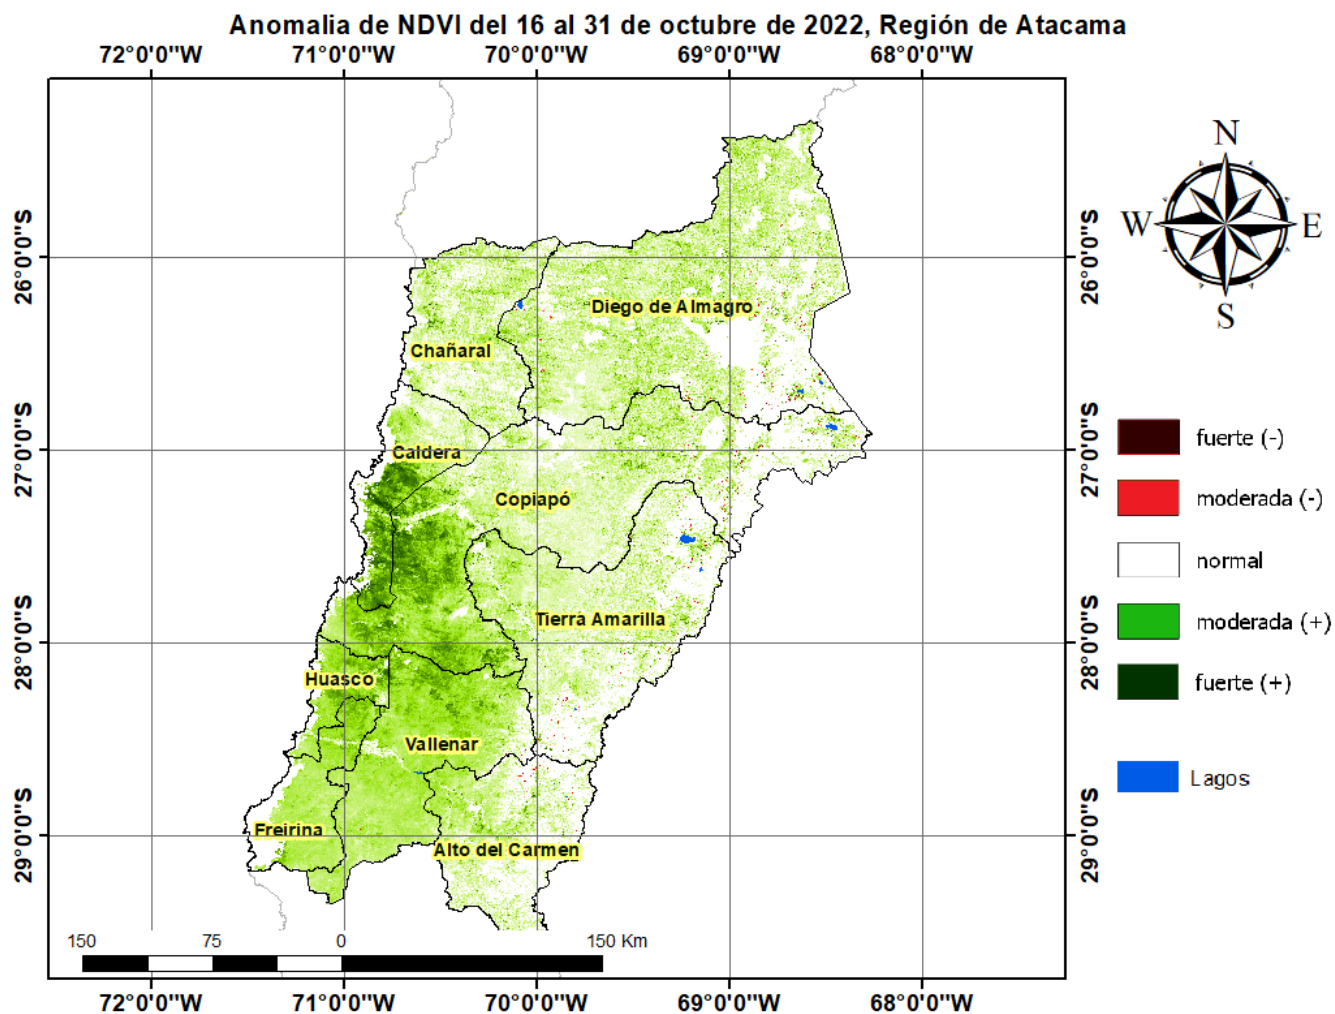 Anomalia de NDVI del 16 al 31 de octubre de 2022, Región de Atacama
72°0'0"W 71°0'0"W 70°0'0"W 69°0'0"W 68°0'0"W
N
W E
S
26°0'0"S 26°0'0"S
Diego de Almagro
Chañaral
27°0'0"S 27°0'0"S
Caldera
Copiapó
fuerte (-)
moderada (-)
normal
28°0'0"S 28°0'0"S
Tierra Amarilla
moderada (+)
Huasco
fuerte (+)
Vallenar
Lagos
29°0'0"S 29°0'0"S
Freirina
Alto del Carmen
150 75 0 150 Km
72°0'0"W 71°0'0"W 70°0'0"W 69°0'0"W 68°0'0"W